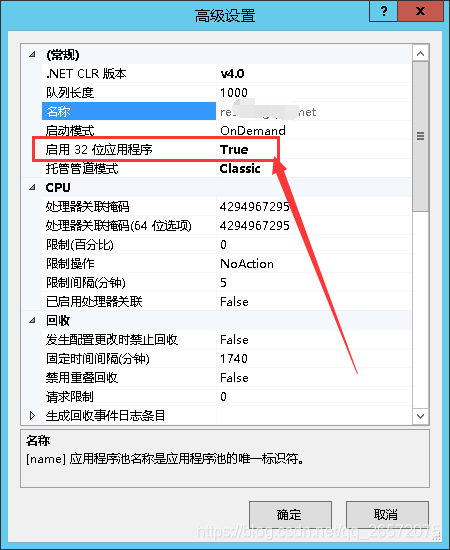 高级设置
?
(常规)
.NET CLR 版本 v4.0
队列长度 1000
名称 net
启动模式 OnDemand
启用 32 位应用程序 True
托管管道模式 Classic
CPU
处理器关联掩码 4294967295
处理器关联掩码(64 位选项) 4294967295
限制(百分比) 0
限制操作 NoAction
限制间隔(分钟) 5
已启用处理器关联 False
回收
发生配置更改时禁止回收 False
固定时间间隔(分钟) 1740
禁用重叠回收 False
请求限制 0
生成回收事件日志条目
名称
[name] 应用程序池名称是应用程序池的唯一标识符。
确定 取消
https://blog.csdn.net/qq_26572075